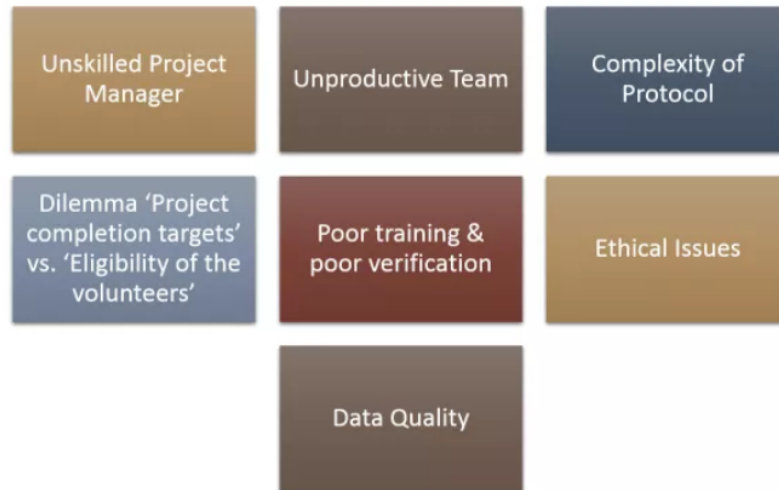 Unskilled Project
Manager
Unproductive Team
Complexity of
Protocol
Dilemma ‘Project
completion targets’
vs. ‘Eligibility of the
volunteers’
Poor training &
poor verification
Ethical Issues
Data Quality